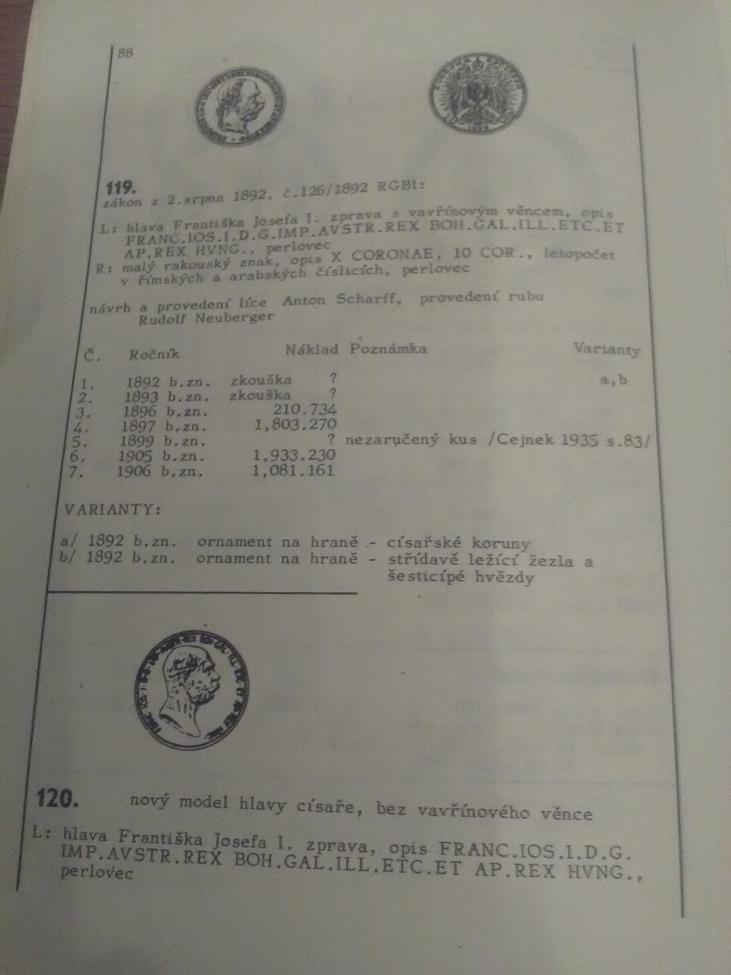 88
119.
zákon z 2.srpna 1892, č.126/1892 RGBl:
L: hlava Františka Josefa I. zprava s vavřínovým věncem, opis
FRANC.IOS.I.D.G.IMP.AVSTR.REX BOH.GAL.ILL.ETC.ET
AP.REX HVNG., perlovec
R: malý rakouský znak, opis X CORONAE, 10 COR., letopočet
v římských a arabských číslicích, perlovec
návrh a provedení líce Anton Scharff, provedení rubu
Rudolf Neuberger
Č. Ročník Náklad Poznámka Varianty
1. 1892 b.zn. zkouška ? a,b
2. 1893 b.zn. zkouška ?
3. 1896 b.zn. 210.734
4. 1897 b.zn. 1,803.270
5. 1899 b.zn. ? nezaručený kus /Cejnek 1935 s.83/
6. 1905 b.zn. 1,933.230
7. 1906 b.zn. 1,081.161
VARIANTY:
a/ 1892 b.zn. ornament na hraně - císařské koruny
b/ 1892 b.zn. ornament na hraně - střídavě ležící žezla a
šesticípé hvězdy
120. nový model hlavy císaře, bez vavřínového věnce
L: hlava Františka Josefa I. zprava, opis FRANC.IOS.I.D.G.
IMP.AVSTR.REX BOH.GAL.ILL.ETC.ET AP.REX HVNG.,
perlovec